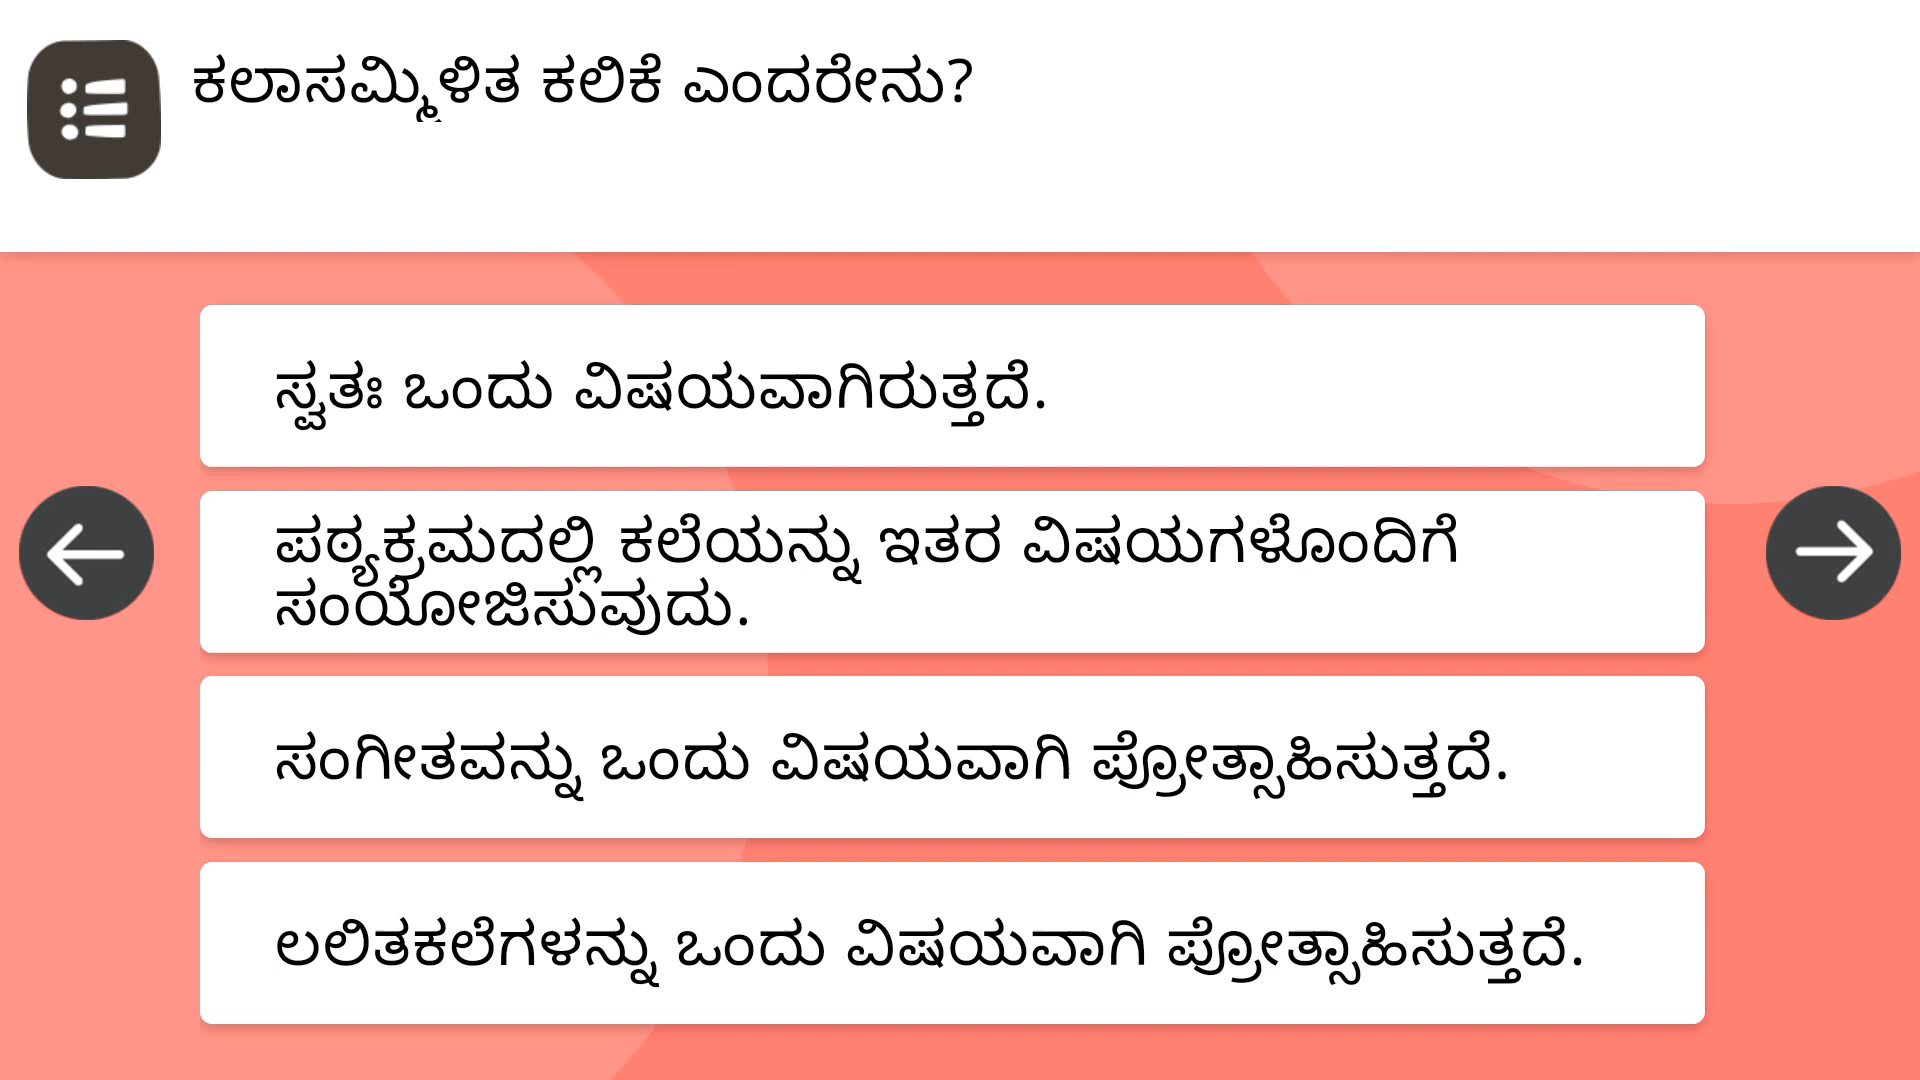 ಕಲಾಸಮ್ಮಿಳಿತ ಕಲಿಕೆ ಎಂದರೇನು?
ಸ್ವತಃ ಒಂದು ವಿಷಯವಾಗಿರುತ್ತದೆ.
ಪಠ್ಯಕ್ರಮದಲ್ಲಿ ಕಲೆಯನ್ನು ಇತರ ವಿಷಯಗಳೊಂದಿಗೆ
ಸಂಯೋಜಿಸುವುದು.
ಸಂಗೀತವನ್ನು ಒಂದು ವಿಷಯವಾಗಿ ಪ್ರೋತ್ಸಾಹಿಸುತ್ತದೆ.
ಲಲಿತಕಲೆಗಳನ್ನು ಒಂದು ವಿಷಯವಾಗಿ ಪ್ರೋತ್ಸಾಹಿಸುತ್ತದೆ.